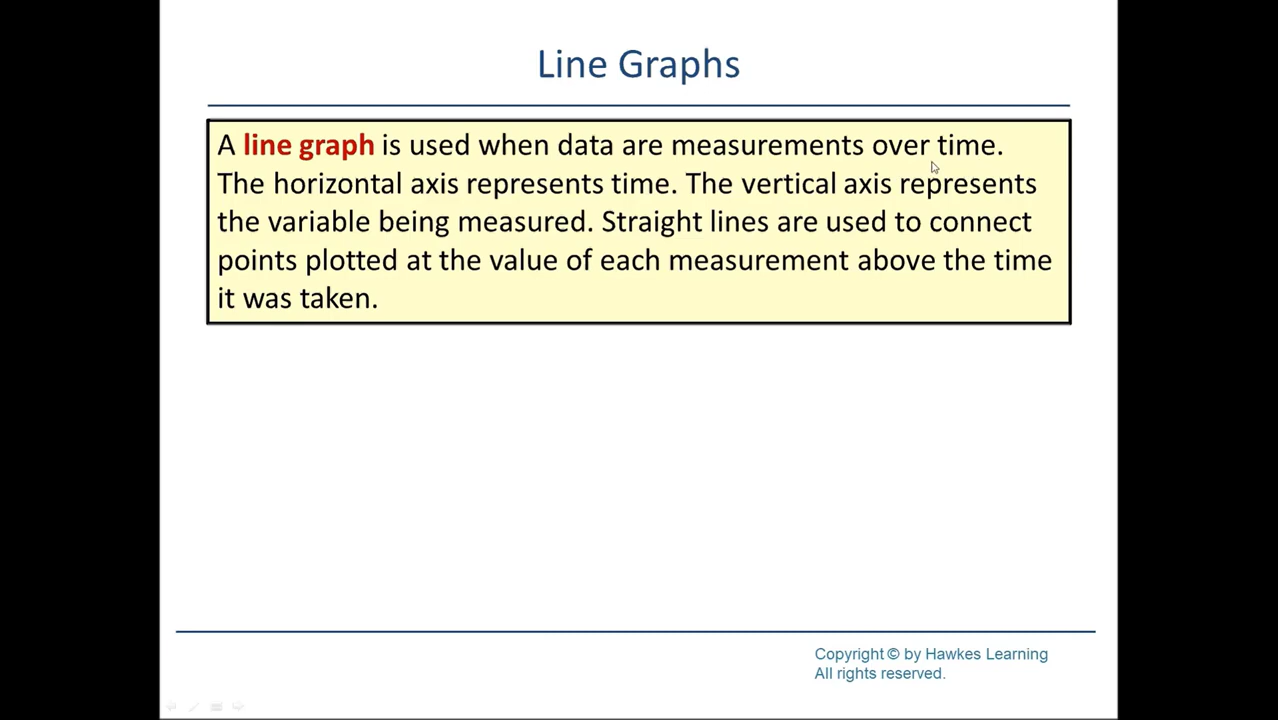 Line Graphs
A line graph is used when data are measurements over time.
The horizontal axis represents time. The vertical axis represents
the variable being measured. Straight lines are used to connect
points plotted at the value of each measurement above the time
it was taken.
Copyright © by Hawkes Learning
All rights reserved.